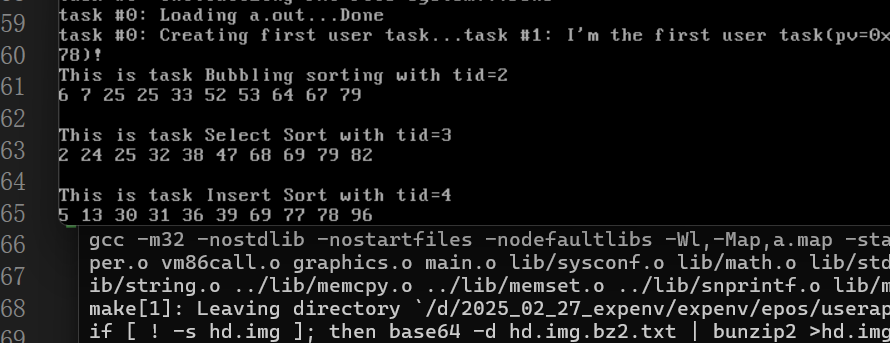 59
task #0: Loading a.out...Done
task #0: Creating first user task...task #1: I'm the first user task(pv=0x
60
78)!
61
This is task Bubbling sorting with tid=2
6 7 25 25 33 52 53 64 67 79
62
63
This is task Select Sort with tid=3
2 24 25 32 38 47 68 69 79 82
64
This is task Insert Sort with tid=4
65
5 13 30 31 36 39 69 77 78 96
66
gcc -m32 -nostdlib -nostartfiles -nodefaultlibs -Wl,-Map,a.map -sta
67
per.o vm86call.o graphics.o main.o lib/sysconf.o lib/math.o lib/std
ib/string.o ../lib/memcpy.o ../lib/memset.o ../lib/snprintf.o lib/m
68
make[1]: Leaving directory `/d/2025_02_27_expenv/expenv/epos/userap
69
if [ ! -s hd.img ]; then base64 -d hd.img.bz2.txt | bunzip2 >hd.img